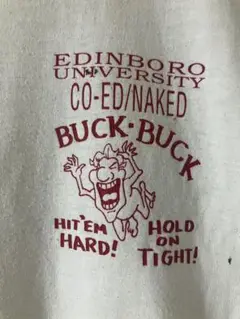 EDINBORO
UNIVERSITY
CO-ED/NAKED
BUCK·BUCK
HIT'EM HOLD
ON
HARD! TIGHT!